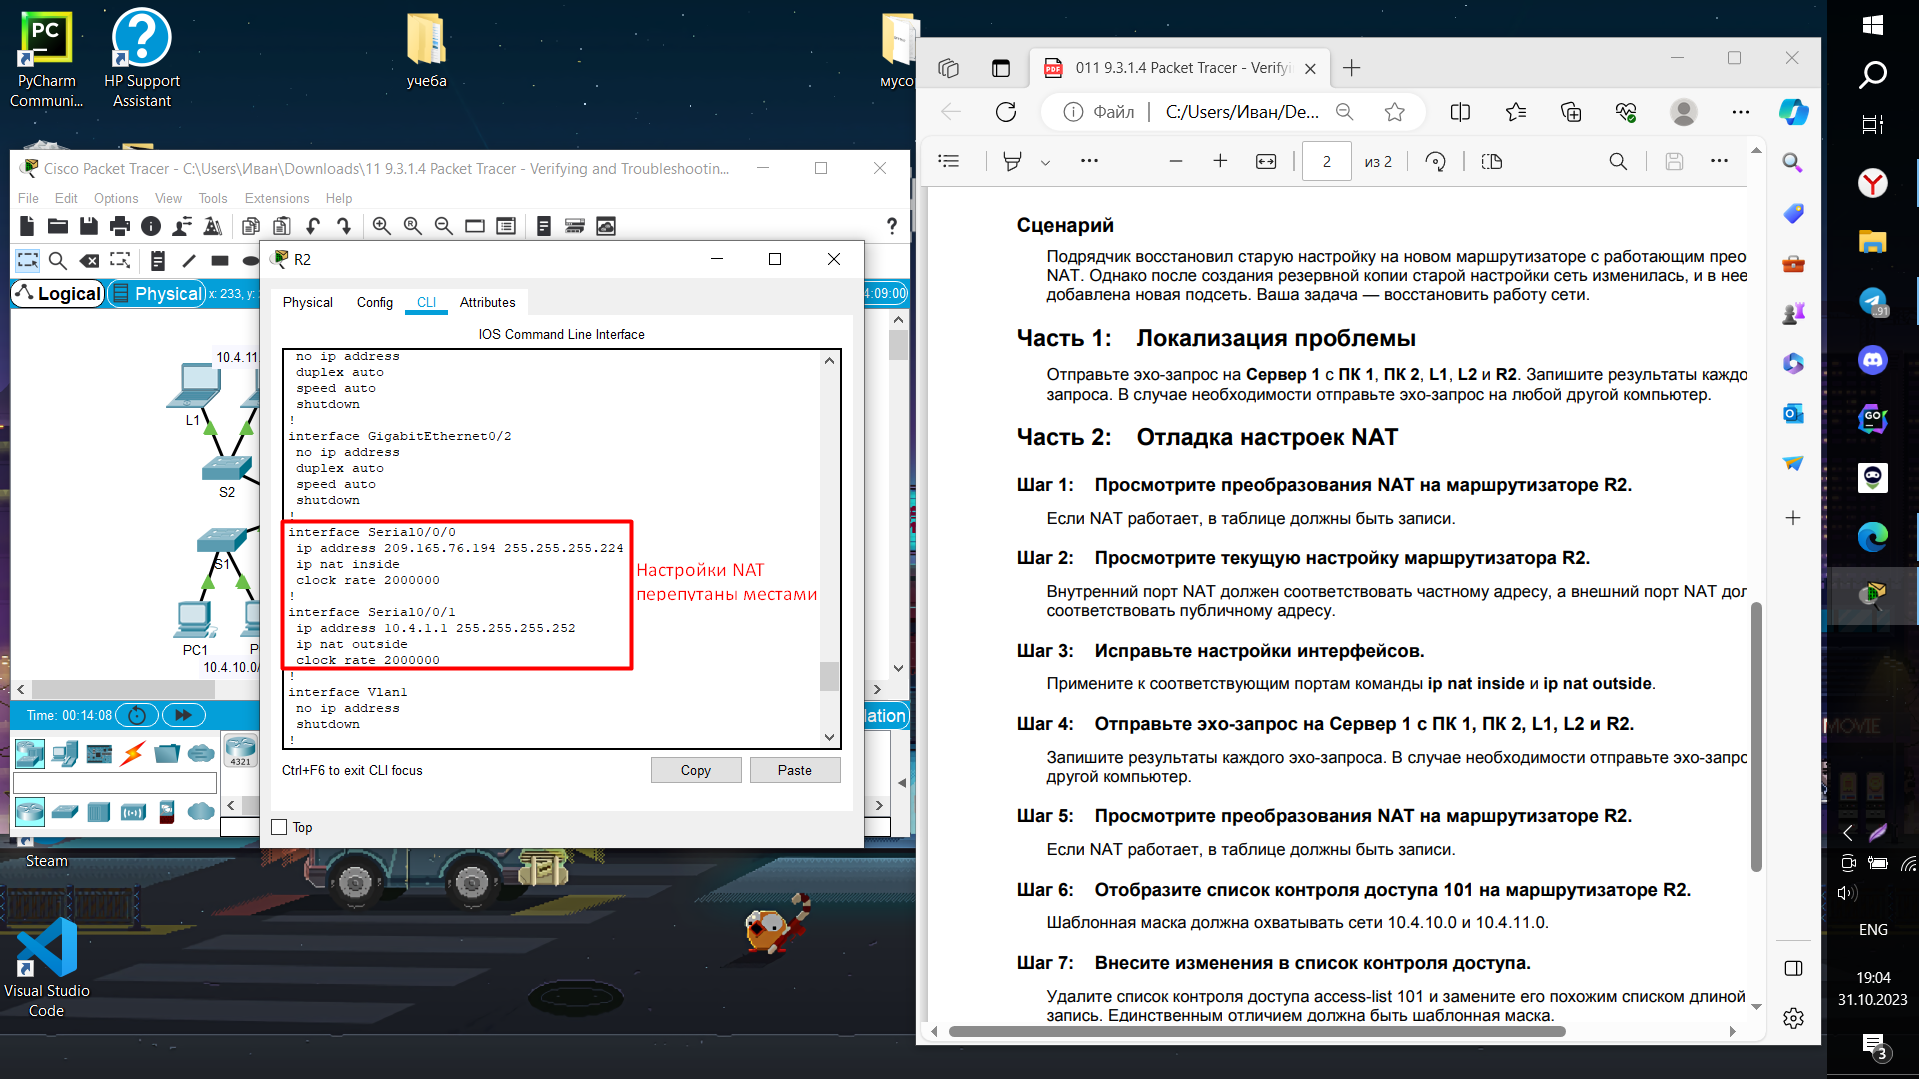 PyCharm
Communi...
HP Support
Assistant
учеба
мусо
Cisco Packet Tracer - C:\Users\Иван\Downloads\11 9.3.1.4 Packet Tracer - Verifying and Troubleshootin...
File Edit Options View Tools Extensions Help
Logical
Physical
x: 233, y:
4:09:00
10.4.11
L1
S2
S1
PC1
P
10.4.10.0/
Time: 00:14:08
lation
4321
R2
Physical Config CLI Attributes
IOS Command Line Interface
no ip address
duplex auto
speed auto
shutdown
!
interface GigabitEthernet0/2
no ip address
duplex auto
speed auto
shutdown
!
interface Serial0/0/0
ip address 209.165.76.194 255.255.255.224
ip nat inside
clock rate 2000000
!
interface Serial0/0/1
ip address 10.4.1.1 255.255.255.252
ip nat outside
clock rate 2000000
!
interface Vlan1
no ip address
shutdown
!
Настройки NAT
перепутаны местами
Ctrl+F6 to exit CLI focus
Copy
Paste
Top
Steam
Visual Studio
Code
011 9.3.1.4 Packet Tracer - Verifyi
Файл
C:/Users/Иван/De...
2 из 2
Сценарий
Подрядчик восстановил старую настройку на новом маршрутизаторе с работающим прео
NAT. Однако после создания резервной копии старой настройки сеть изменилась, и в нее
добавлена новая подсеть. Ваша задача — восстановить работу сети.
Часть 1: Локализация проблемы
Отправьте эхо-запрос на Сервер 1 с ПК 1, ПК 2, L1, L2 и R2. Запишите результаты каждо
запроса. В случае необходимости отправьте эхо-запрос на любой другой компьютер.
Часть 2: Отладка настроек NAT
Шаг 1: Просмотрите преобразования NAT на маршрутизаторе R2.
Если NAT работает, в таблице должны быть записи.
Шаг 2: Просмотрите текущую настройку маршрутизатора R2.
Внутренний порт NAT должен соответствовать частному адресу, а внешний порт NAT дол
соответствовать публичному адресу.
Шаг 3: Исправьте настройки интерфейсов.
Примените к соответствующим портам команды ip nat inside и ip nat outside.
Шаг 4: Отправьте эхо-запрос на Сервер 1 с ПК 1, ПК 2, L1, L2 и R2.
Запишите результаты каждого эхо-запроса. В случае необходимости отправьте эхо-запро
другой компьютер.
Шаг 5: Просмотрите преобразования NAT на маршрутизаторе R2.
Если NAT работает, в таблице должны быть записи.
Шаг 6: Отобразите список контроля доступа 101 на маршрутизаторе R2.
Шаблонная маска должна охватывать сети 10.4.10.0 и 10.4.11.0.
Шаг 7: Внесите изменения в список контроля доступа.
Удалите список контроля доступа access-list 101 и замените его похожим списком длиной
запись. Единственным отличием должна быть шаблонная маска.
91
GO
MOVIE
ENG
19:04
31.10.2023
3